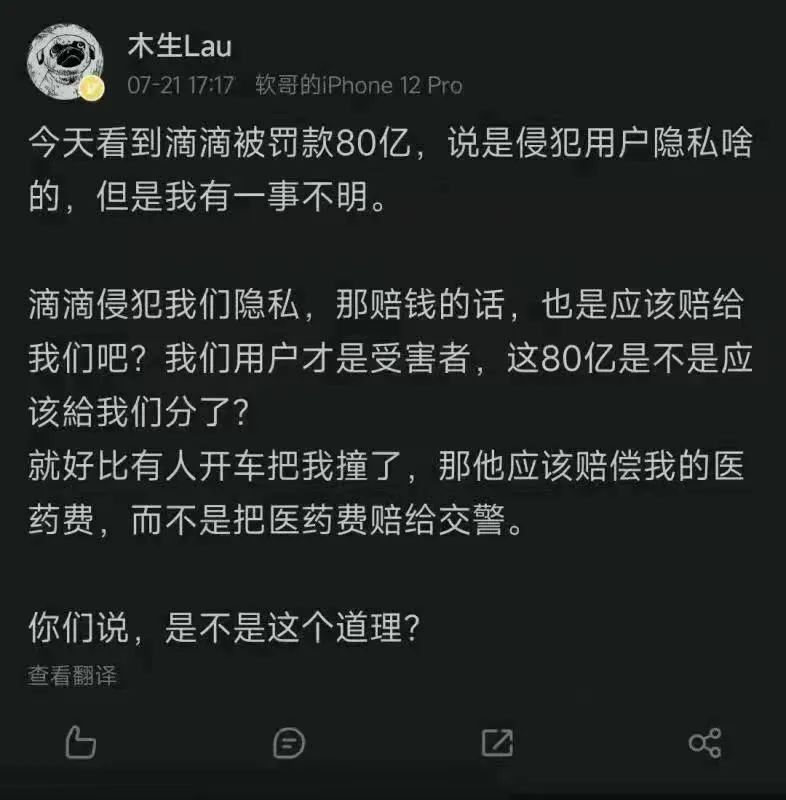 木生Lau
07-21 17:17 软哥的iPhone 12 Pro
今天看到滴滴被罚款80亿，说是侵犯用户隐私啥
的，但是我有一事不明。
滴滴侵犯我们隐私，那赔钱的话，也是应该赔给
我们吧？我们用户才是受害者，这80亿是不是应
该給我们分了？
就好比有人开车把我撞了，那他应该赔偿我的医
药费，而不是把医药费赔给交警。
你们说，是不是这个道理？
查看翻译